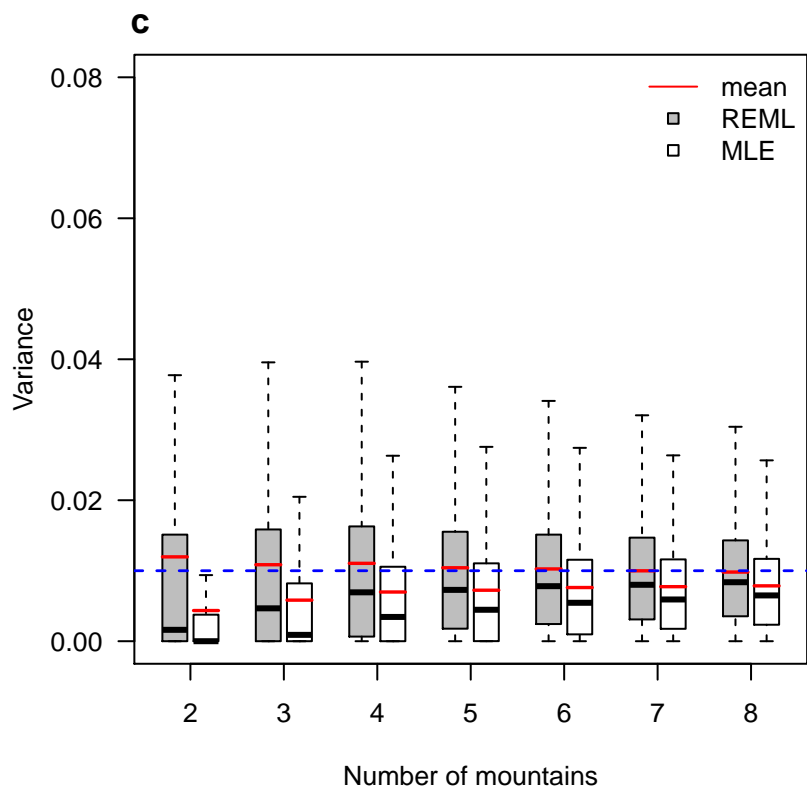 c
mean
REML
MLE
Variance
0.08
0.06
0.04
0.02
0.00
2 3 4 5 6 7 8
Number of mountains